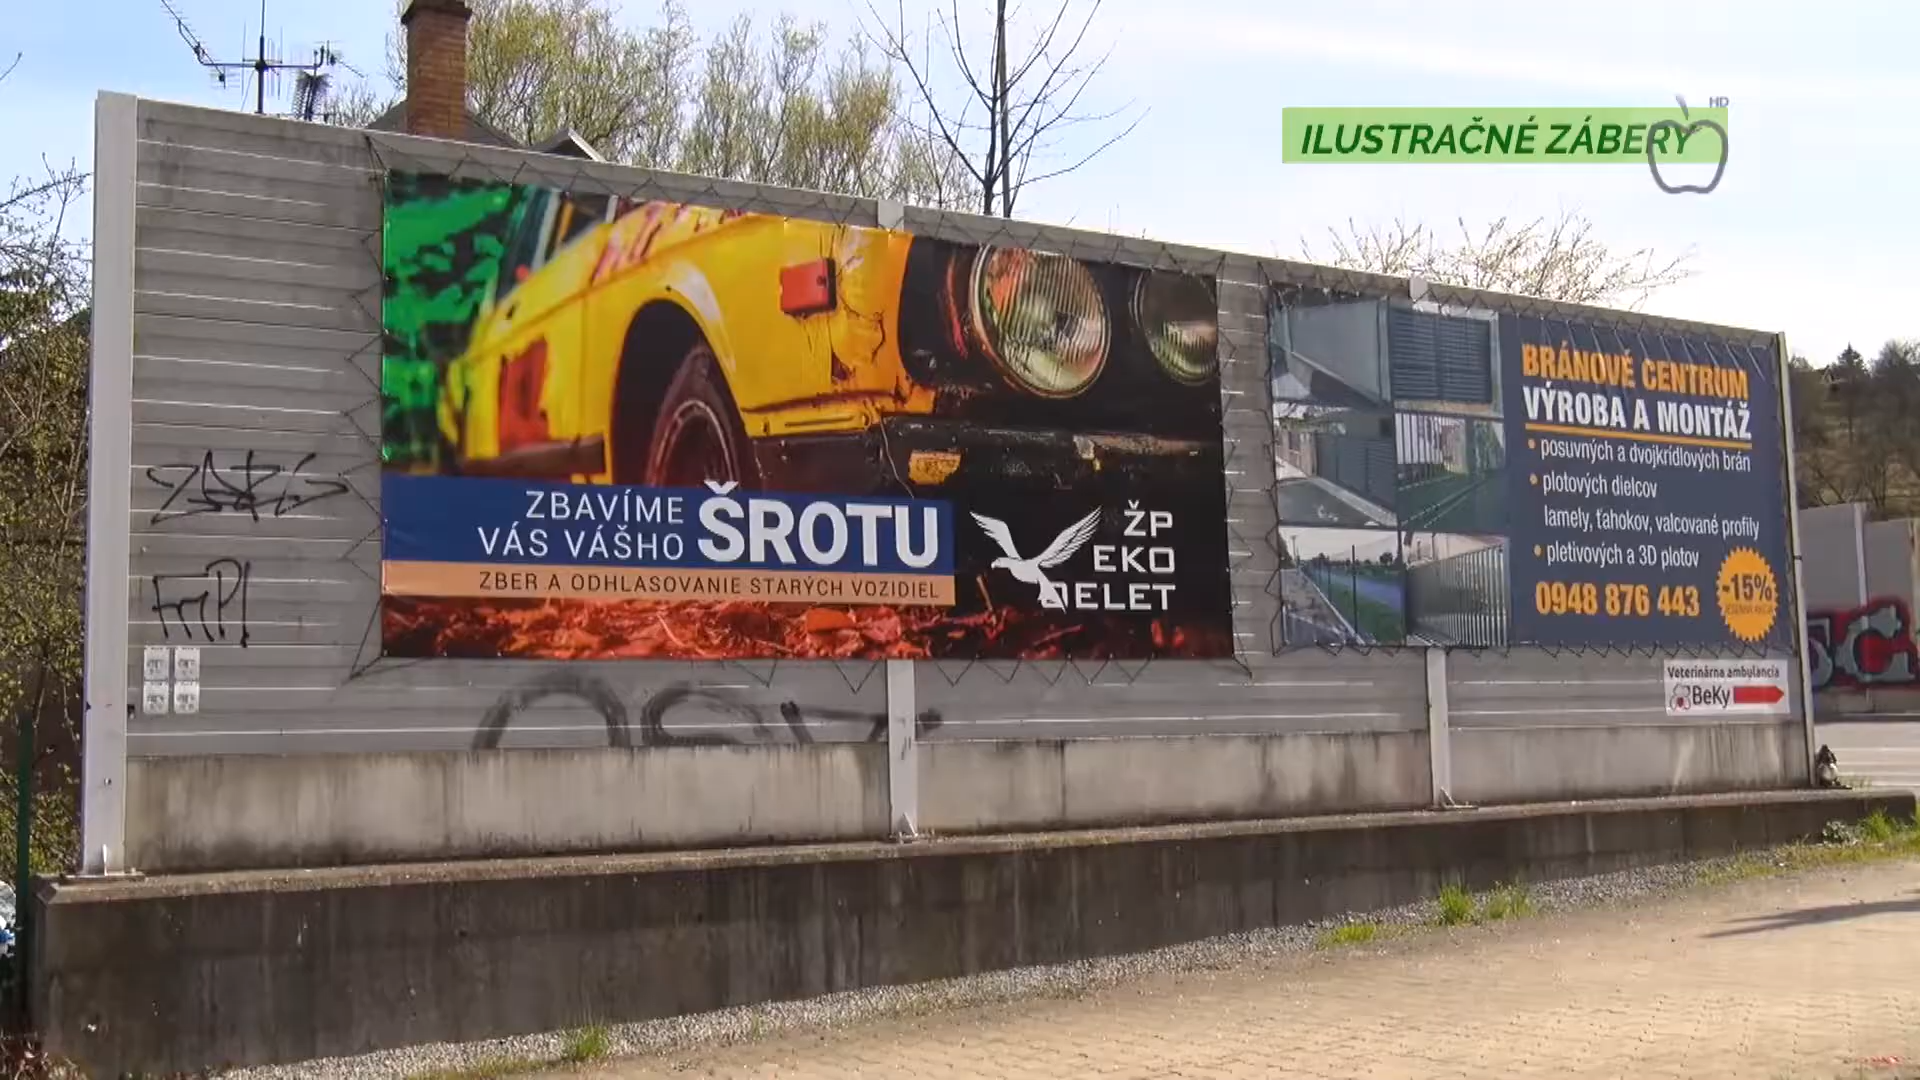 HD
ILUSTRAČNÉ ZÁBERY
ZBAVÍME
VÁS VÁŠHO
ŠROTU
ZBER A ODHLASOVANIE STARÝCH VOZIDIEL
ŽP
EKO
QELET
BRÁNOVÉ CENTRUM
VÝROBA A MONTÁŽ
• posuvných a dvojkrídlových brán
• plotových dielcov
lamely, ťahokov, valcované profily
• pletivových a 3D plotov
0948 876 443
-15%
Veterinárna ambulancia
BeKy